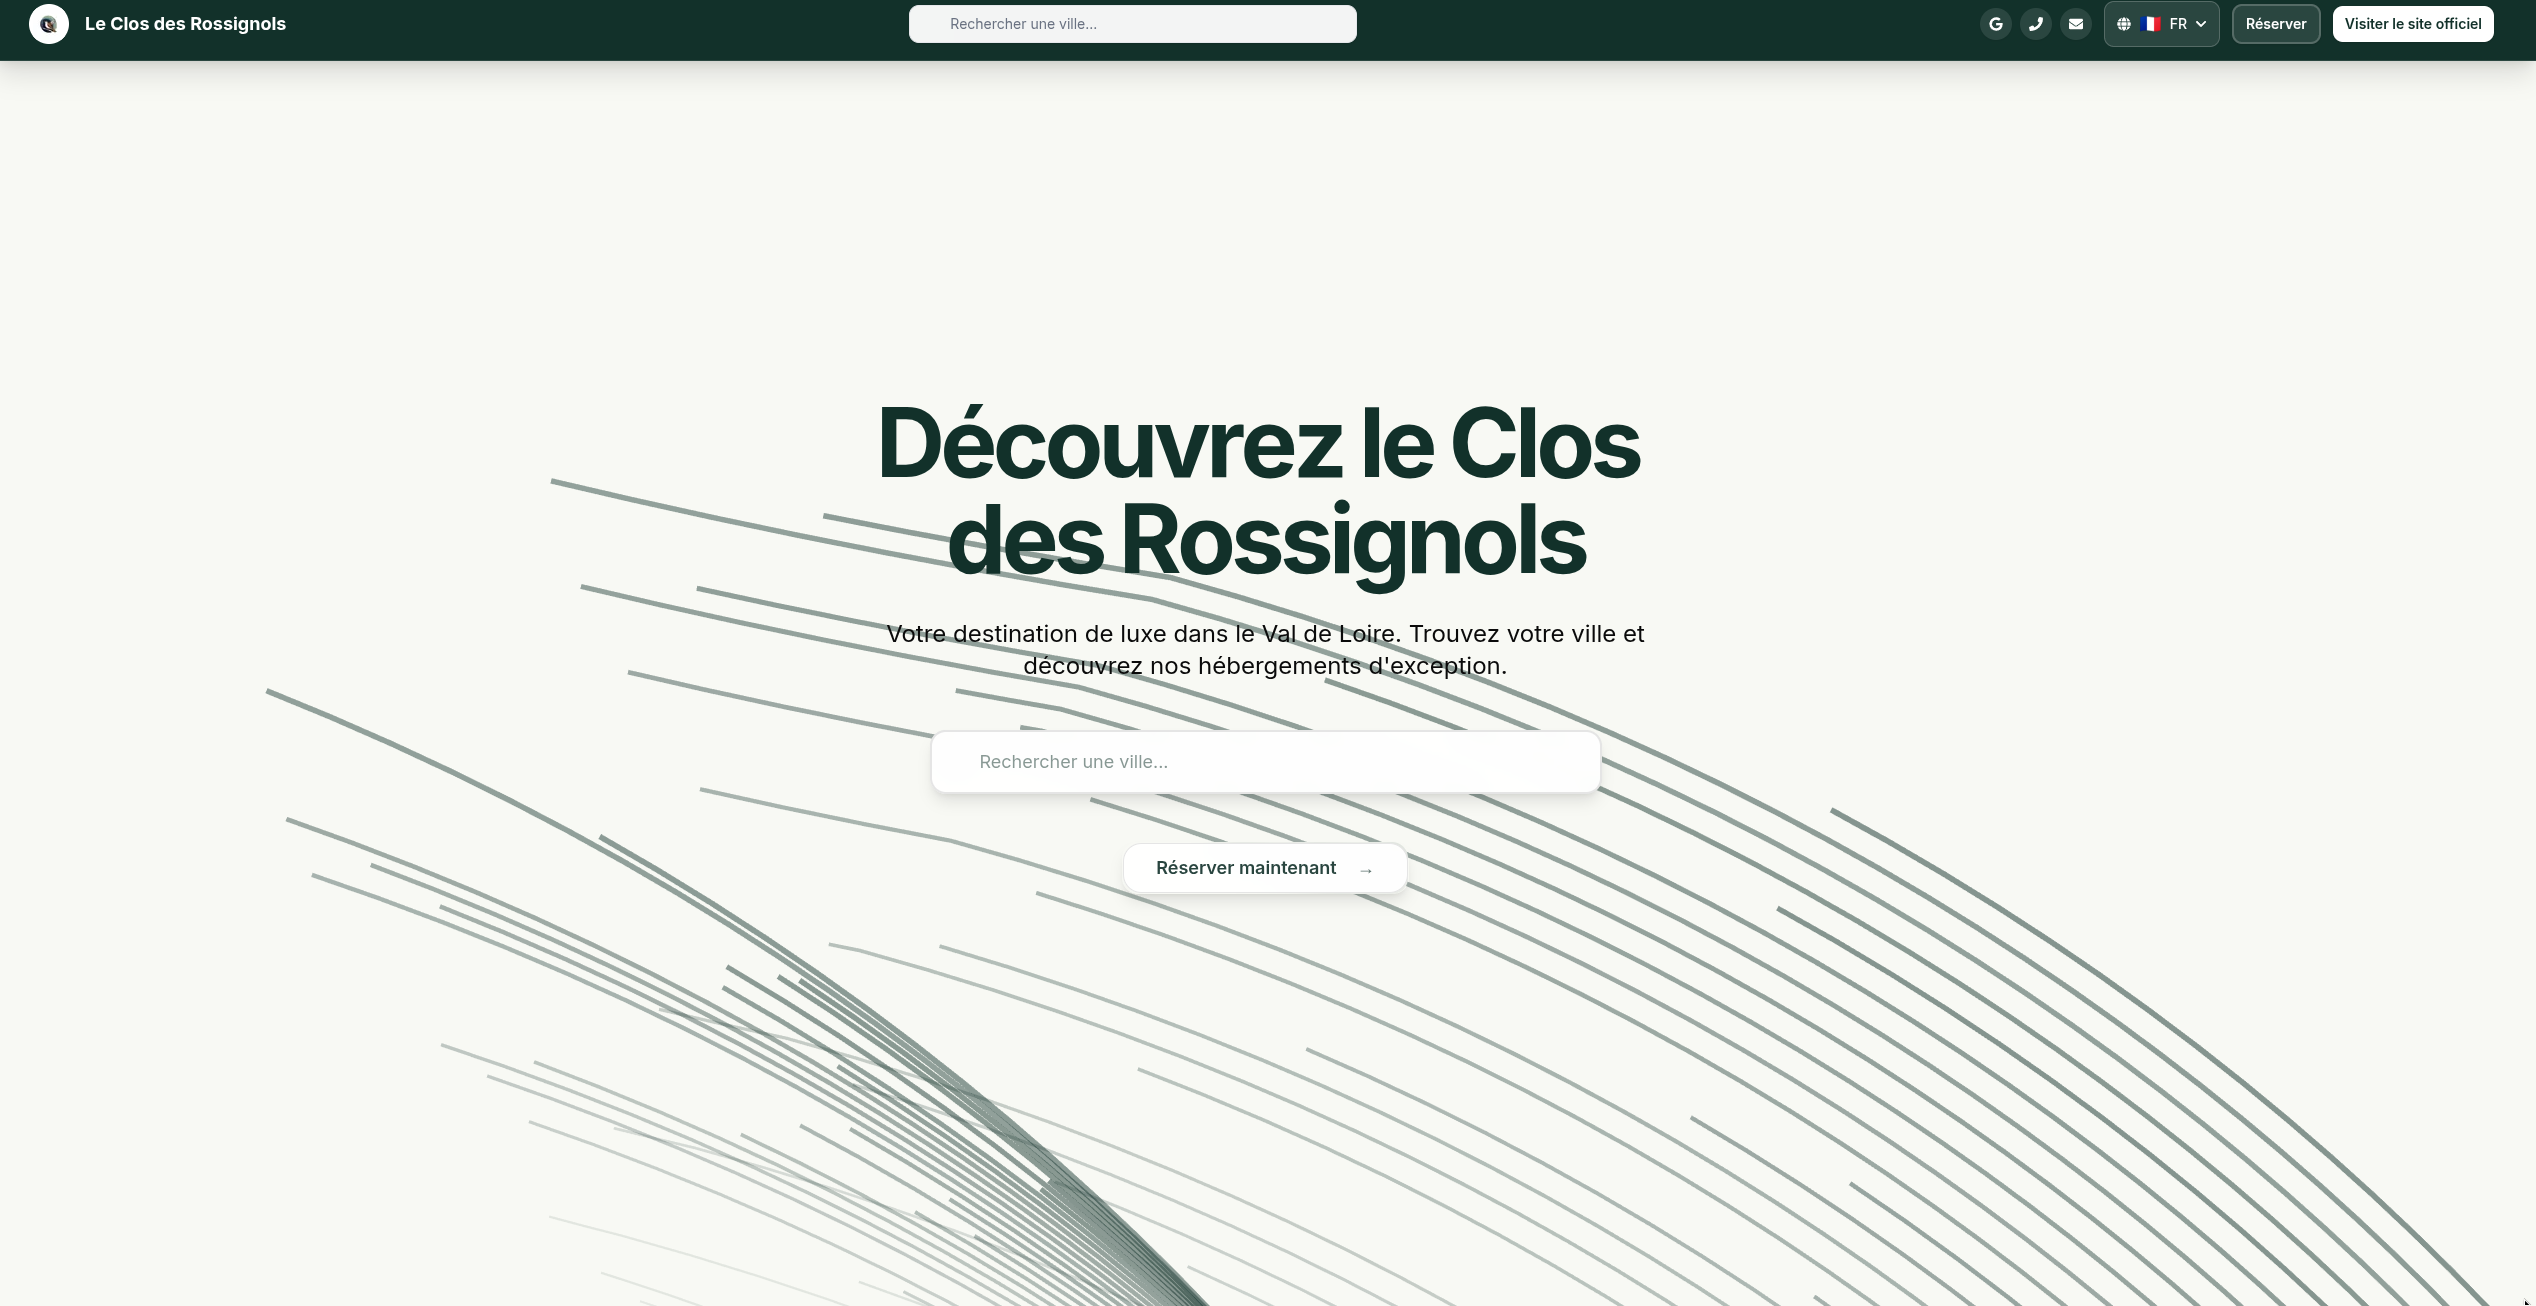 Le Clos des Rossignols
Rechercher une ville...
FR
Réserver
Visiter le site officiel
Découvrez le Clos
des Rossignols
Votre destination de luxe dans le Val de Loire. Trouvez votre ville et
découvrez nos hébergements d'exception.
Rechercher une ville...
Réserver maintenant →